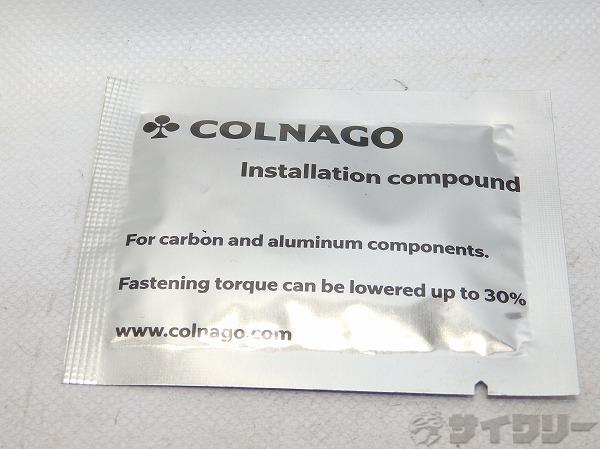 COLNAGO
Installation compound
For carbon and aluminum components.
Fastening torque can be lowered up to 30%
www.colnago.com
サイクリー